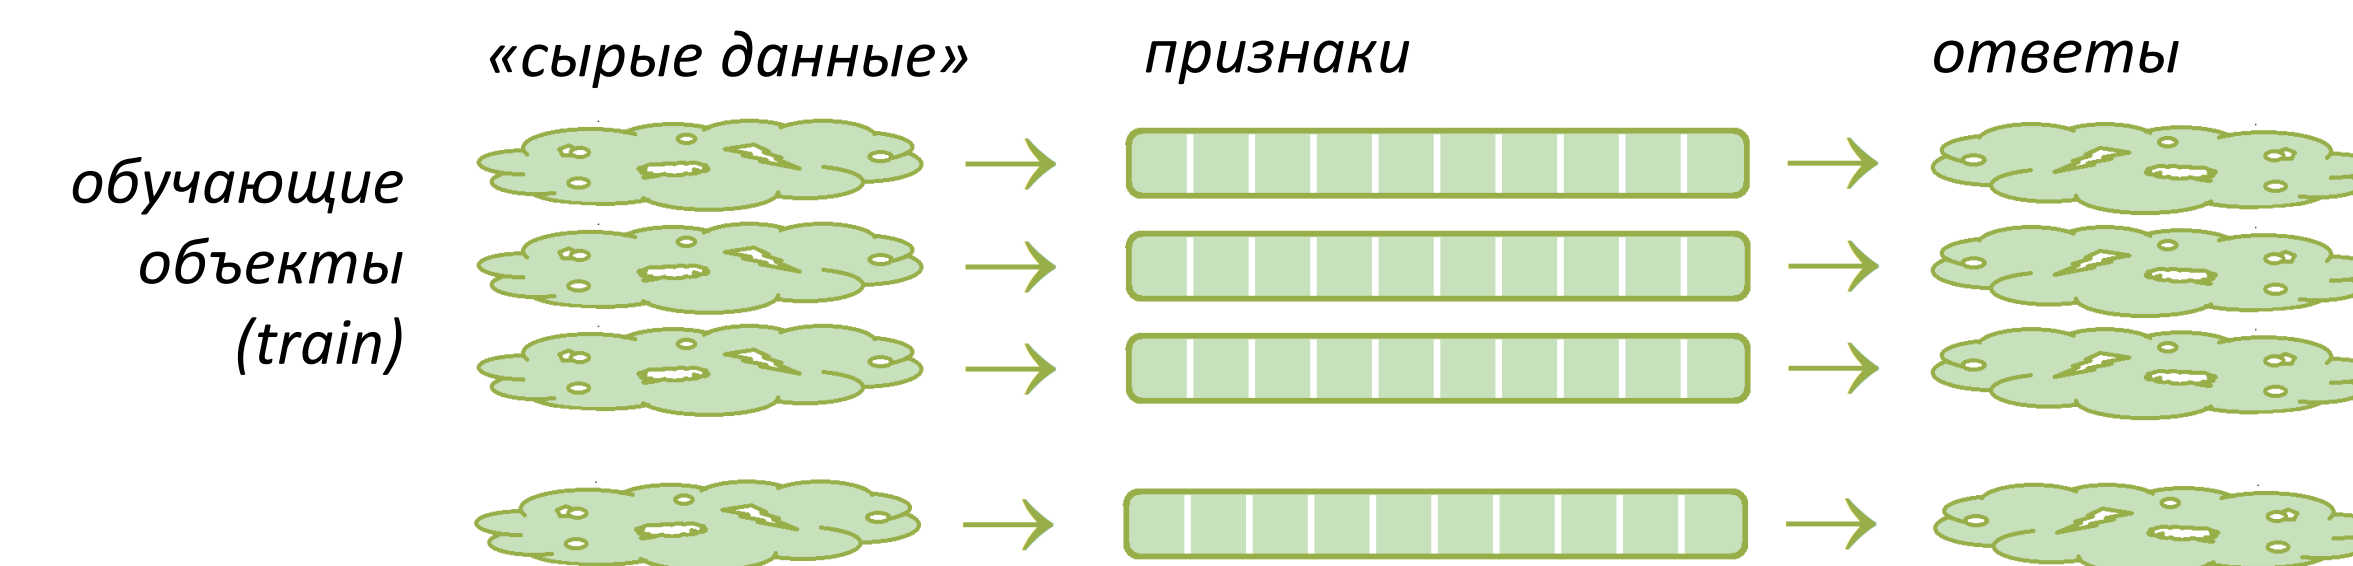 «сырые данные» признаки ответы
обучающие
объекты
(train)